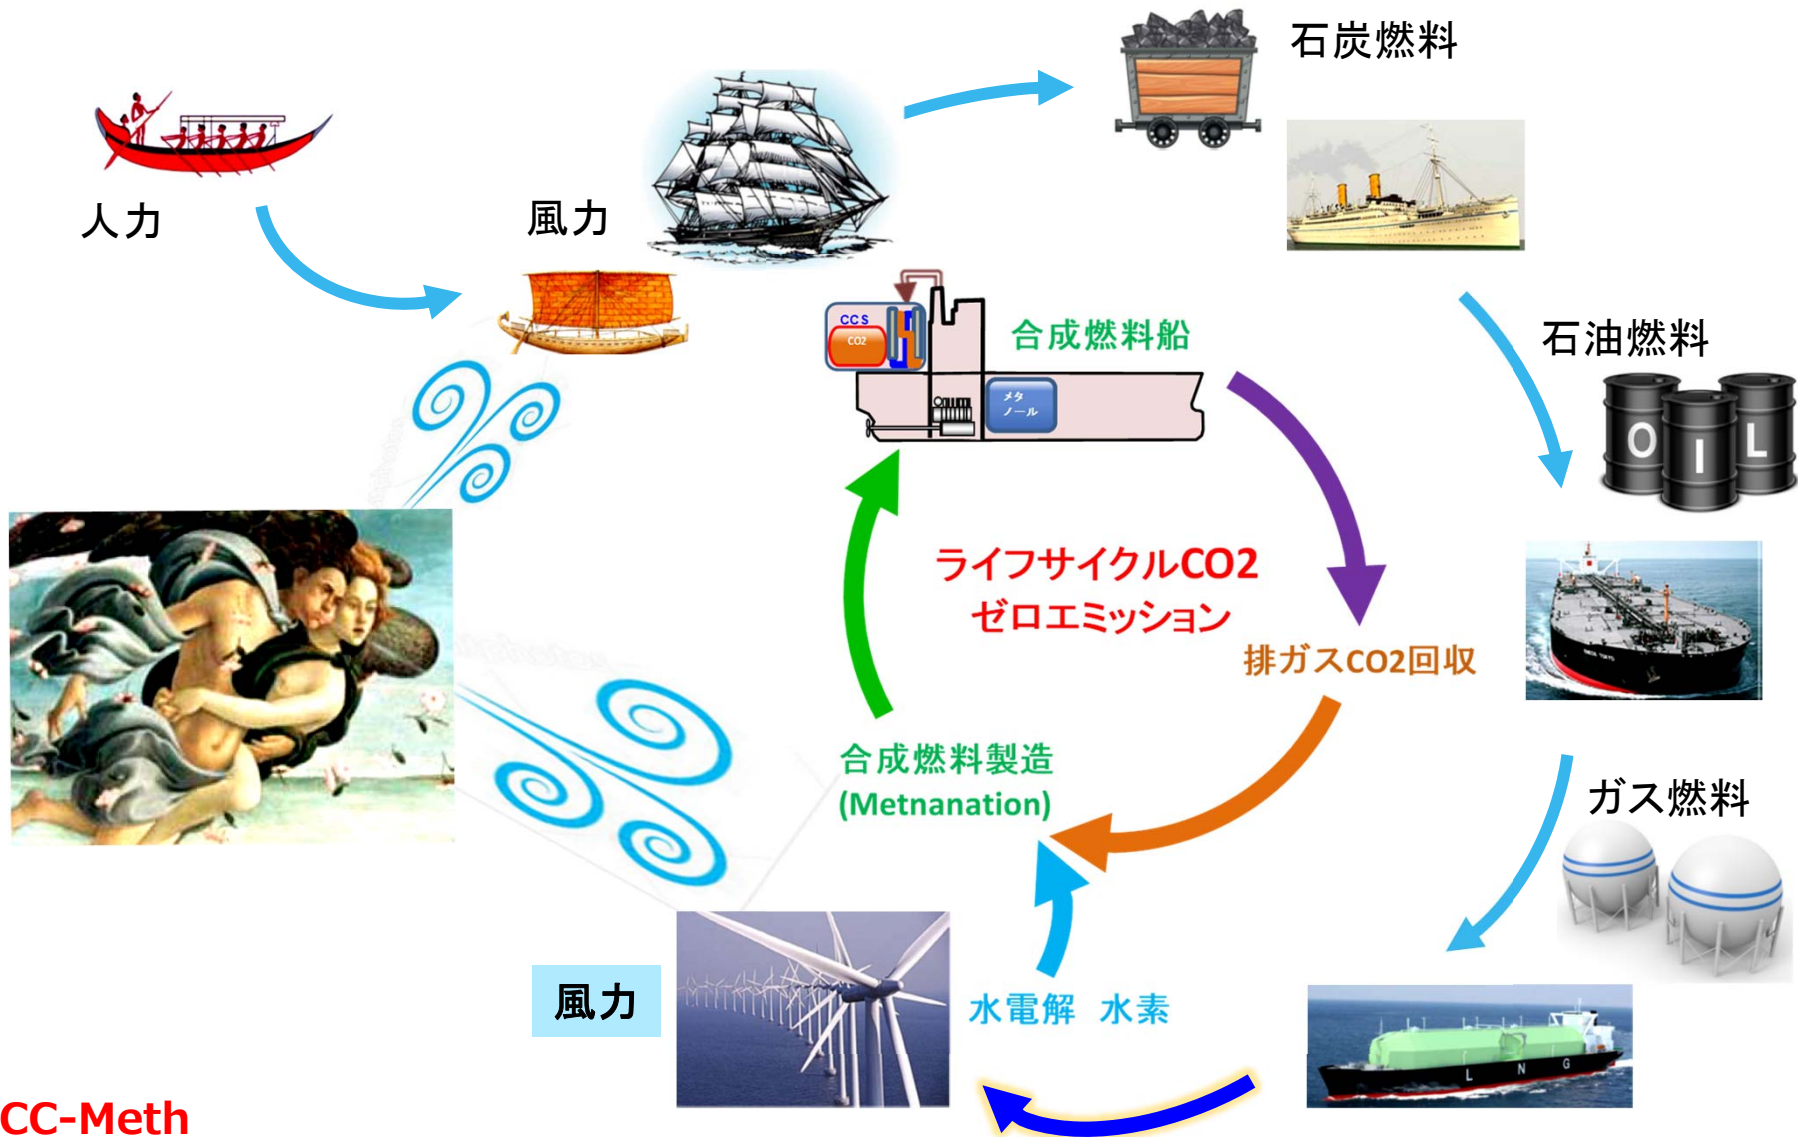 石炭燃料
人力
風力
CCS
CO2
合成燃料船
メタ
ノール
石油燃料
O I L
ライフサイクルCO2
ゼロエミッション
排ガスCO2回収
合成燃料製造
(Metnanation)
ガス燃料
風力
水電解 水素
L N G
CC-Meth